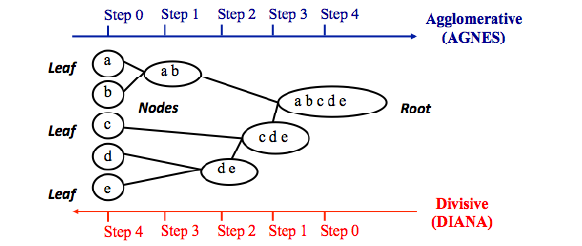 Step 0 Step 1 Step 2 Step 3 Step 4
Agglomerative
(AGNES)
Leaf
a
a b
b
Nodes
a b c d e
Root
Leaf
c
c d e
d
d e
Leaf
e
Divisive
(DIANA)
Step 4 Step 3 Step 2 Step 1 Step 0